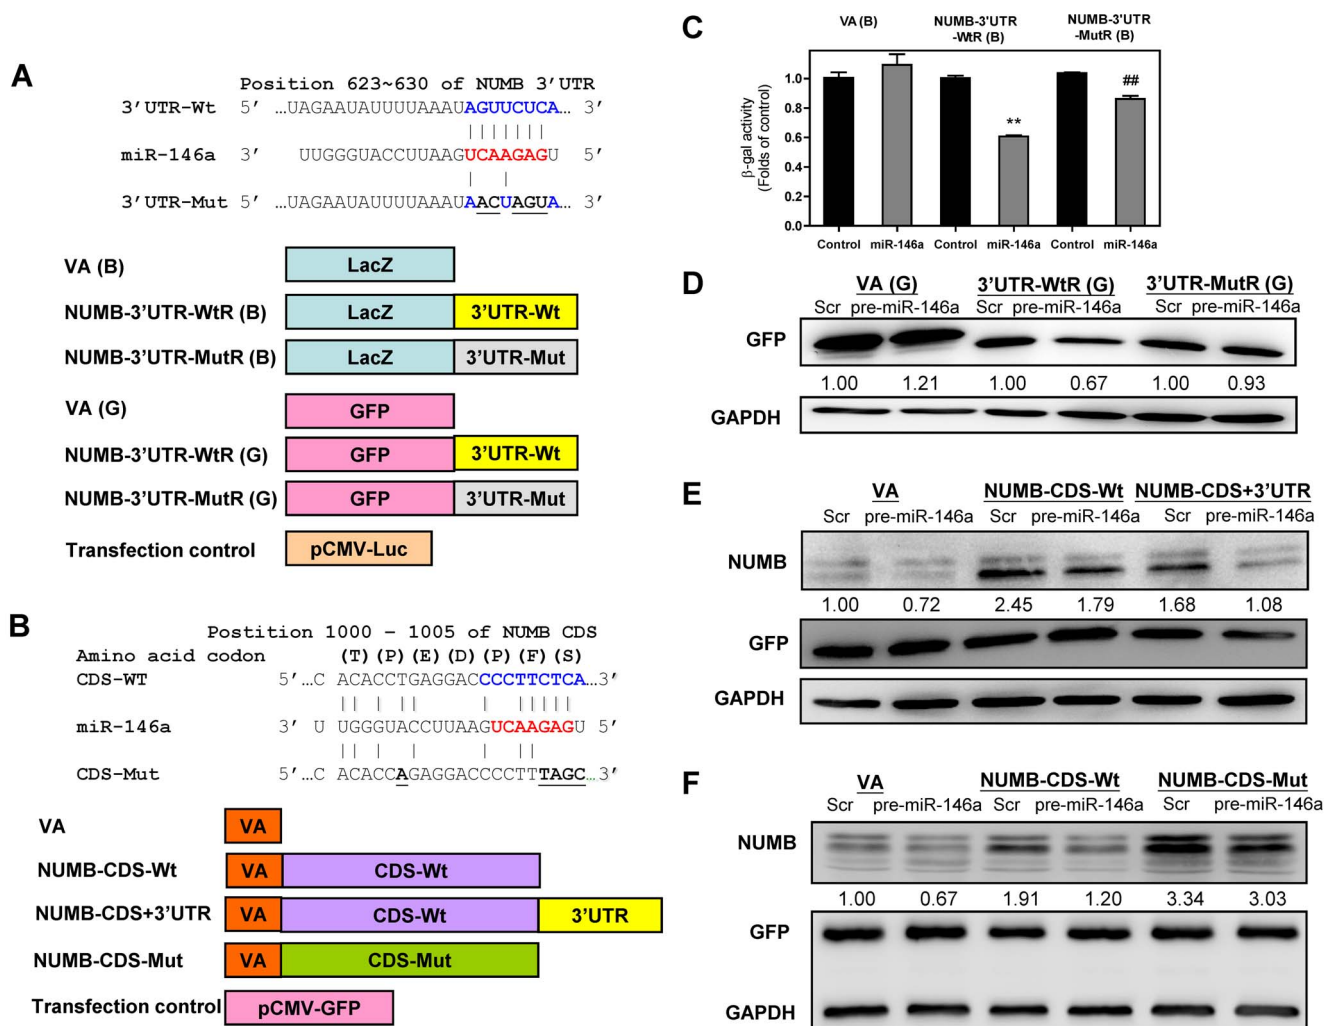 A
Position 623~630 of NUMB 3’UTR
3’UTR-Wt 5’ …UAGAAUAUUUUAAAUAGUUCUCA… 3’
miR-146a 3’ UUGGGUACCUUAAGUCAAGAGU 5’
3’UTR-Mut 5’ …UAGAAUAUUUUAAAUAACUAGUA… 3’
VA (B) LacZ
NUMB-3’UTR-WtR (B) LacZ 3’UTR-Wt
NUMB-3’UTR-MutR (B) LacZ 3’UTR-Mut
VA (G) GFP
NUMB-3’UTR-WtR (G) GFP 3’UTR-Wt
NUMB-3’UTR-MutR (G) GFP 3’UTR-Mut
Transfection control pCMV-Luc
B
Postition 1000 – 1005 of NUMB CDS
Amino acid codon (T) (P) (E) (D) (P) (F) (S)
CDS-WT 5’ …C ACACCTGAGGACCCCTTCTCA…3’
miR-146a 3’ U UGGGUACCUUAAGUCAAGAGU 5’
CDS-Mut 5’ …C ACACCAGAGGACCCCTTTAGC…3’
VA VA
NUMB-CDS-Wt VA CDS-Wt
NUMB-CDS+3’UTR VA CDS-Wt 3’UTR
NUMB-CDS-Mut VA CDS-Mut
Transfection control pCMV-GFP
C
VA (B) NUMB-3'UTR -WtR (B) NUMB-3'UTR -MutR (B)
β-gal activity
(Folds of control)
1.0
0.8
0.6
0.4
0.2
0.0
** ##
Control miR-146a Control miR-146a Control miR-146a
D
VA (G) 3’UTR-WtR (G) 3’UTR-MutR (G)
Scr pre-miR-146a Scr pre-miR-146a Scr pre-miR-146a
GFP
1.00 1.21 1.00 0.67 1.00 0.93
GAPDH
E
VA NUMB-CDS-Wt NUMB-CDS+3’UTR
Scr pre-miR-146a Scr pre-miR-146a Scr pre-miR-146a
NUMB
1.00 0.72 2.45 1.79 1.68 1.08
GFP
GAPDH
F
VA NUMB-CDS-Wt NUMB-CDS-Mut
Scr pre-miR-146a Scr pre-miR-146a Scr pre-miR-146a
NUMB
1.00 0.67 1.91 1.20 3.34 3.03
GFP
GAPDH